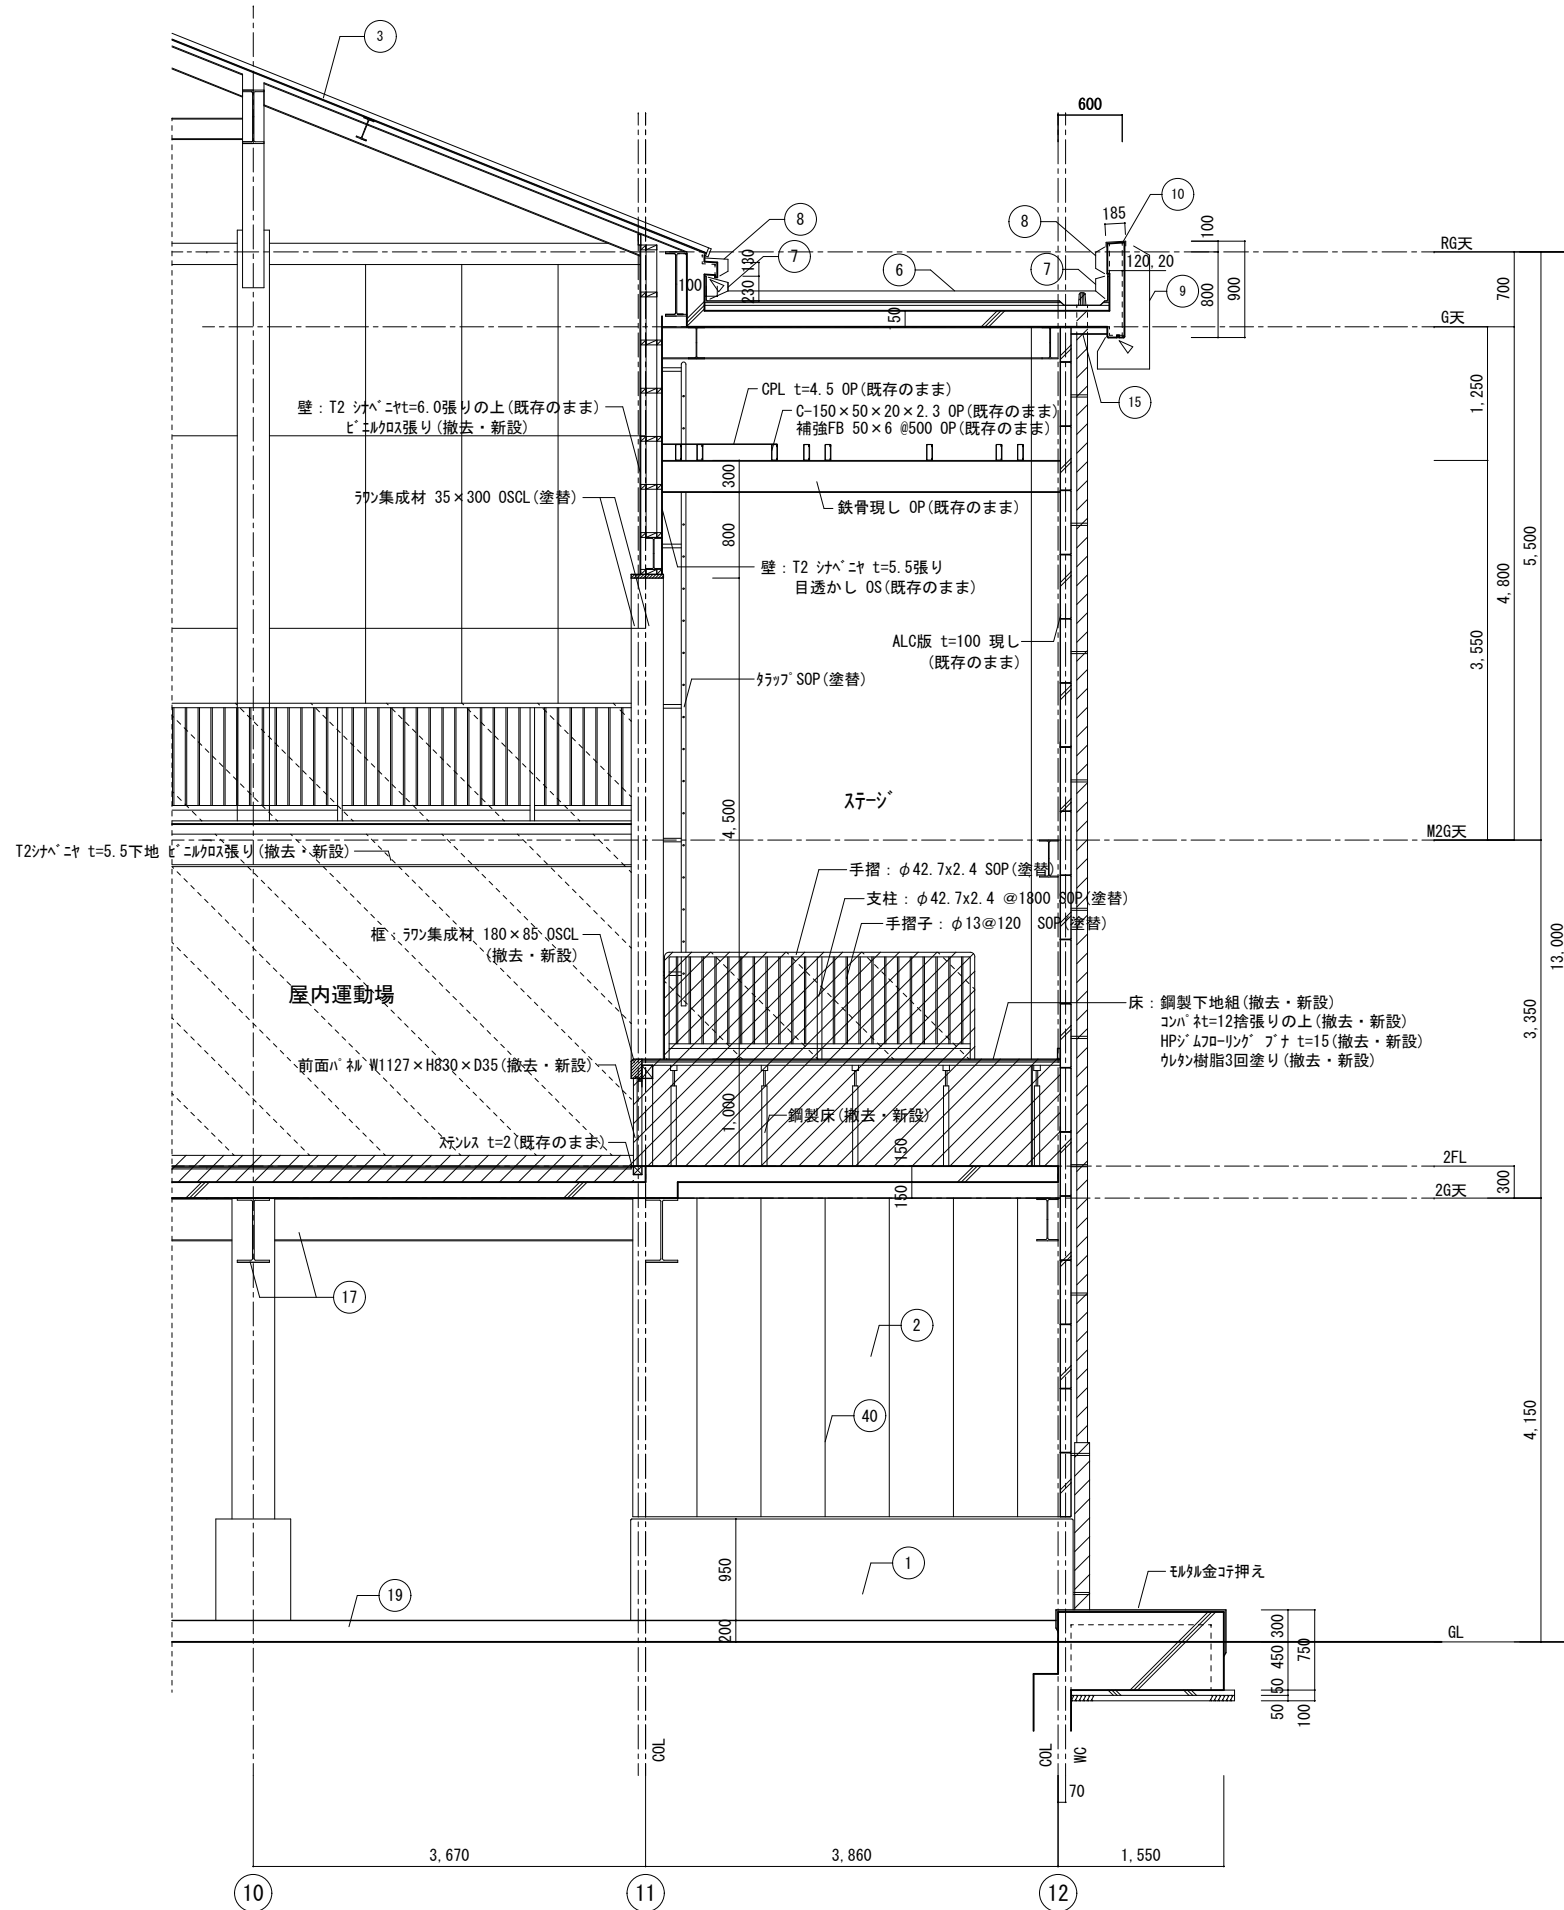 3
600
10
185
8
8
100
RG天
180
7
7
120, 20
6
100
230
9
800
900
700
50
G天
15
1, 250
CPL t=4.5 OP(既存のまま)
C-150×50×20×2.3 OP(既存のまま)
補強FB 50×6 @500 OP(既存のまま)
壁：T2 ｼﾅﾍﾞﾆﾔt=6.0張りの上(既存のまま)
ﾋﾞﾆﾙｸﾛｽ張り(撤去・新設)
300
ﾗﾜﾝ集成材 35×300 OSCL(塗替)
鉄骨現し OP(既存のまま)
800
5, 500
4, 800
壁：T2 ｼﾅﾍﾞﾆﾔ t=5.5張り
目透かし OS(既存のまま)
ALC版 t=100 現し
(既存のまま)
3, 550
ﾀﾗｯﾌﾟSOP(塗替)
ｽﾃｰｼﾞ
4, 500
M2G天
T2ｼﾅﾍﾞﾆﾔ t=5.5下地 ﾋﾞﾆﾙｸﾛｽ張り(撤去・新設)
手摺：φ42.7x2.4 SOP(塗替)
支柱：φ42.7x2.4 @1800 SOP(塗替)
手摺子：φ13@120 SOP(塗替)
框：ﾗﾜﾝ集成材 180×85 OSCL
(撤去・新設)
13, 000
屋内運動場
床：鋼製下地組(撤去・新設)
ｺﾝﾊﾟﾈt=12捨張りの上(撤去・新設)
HPｼﾞﾑﾌﾛｰﾘﾝｸﾞ ﾌﾞﾅ t=15(撤去・新設)
ｳﾚﾀﾝ樹脂3回塗り(撤去・新設)
3, 350
前面ﾊﾟﾈﾙ W1127×H830×D35(撤去・新設)
1, 000
鋼製床(撤去・新設)
ｽﾃﾝﾚｽ t=2(既存のまま)
150
2FL
150
300
2G天
17
2
40
4, 150
950
1
ﾓﾙﾀﾙ金ｺﾃ押え
19
200
300
GL
450
750
50
50
100
COL
COL
WC
70
3, 670
3, 860
1, 550
10
11
12